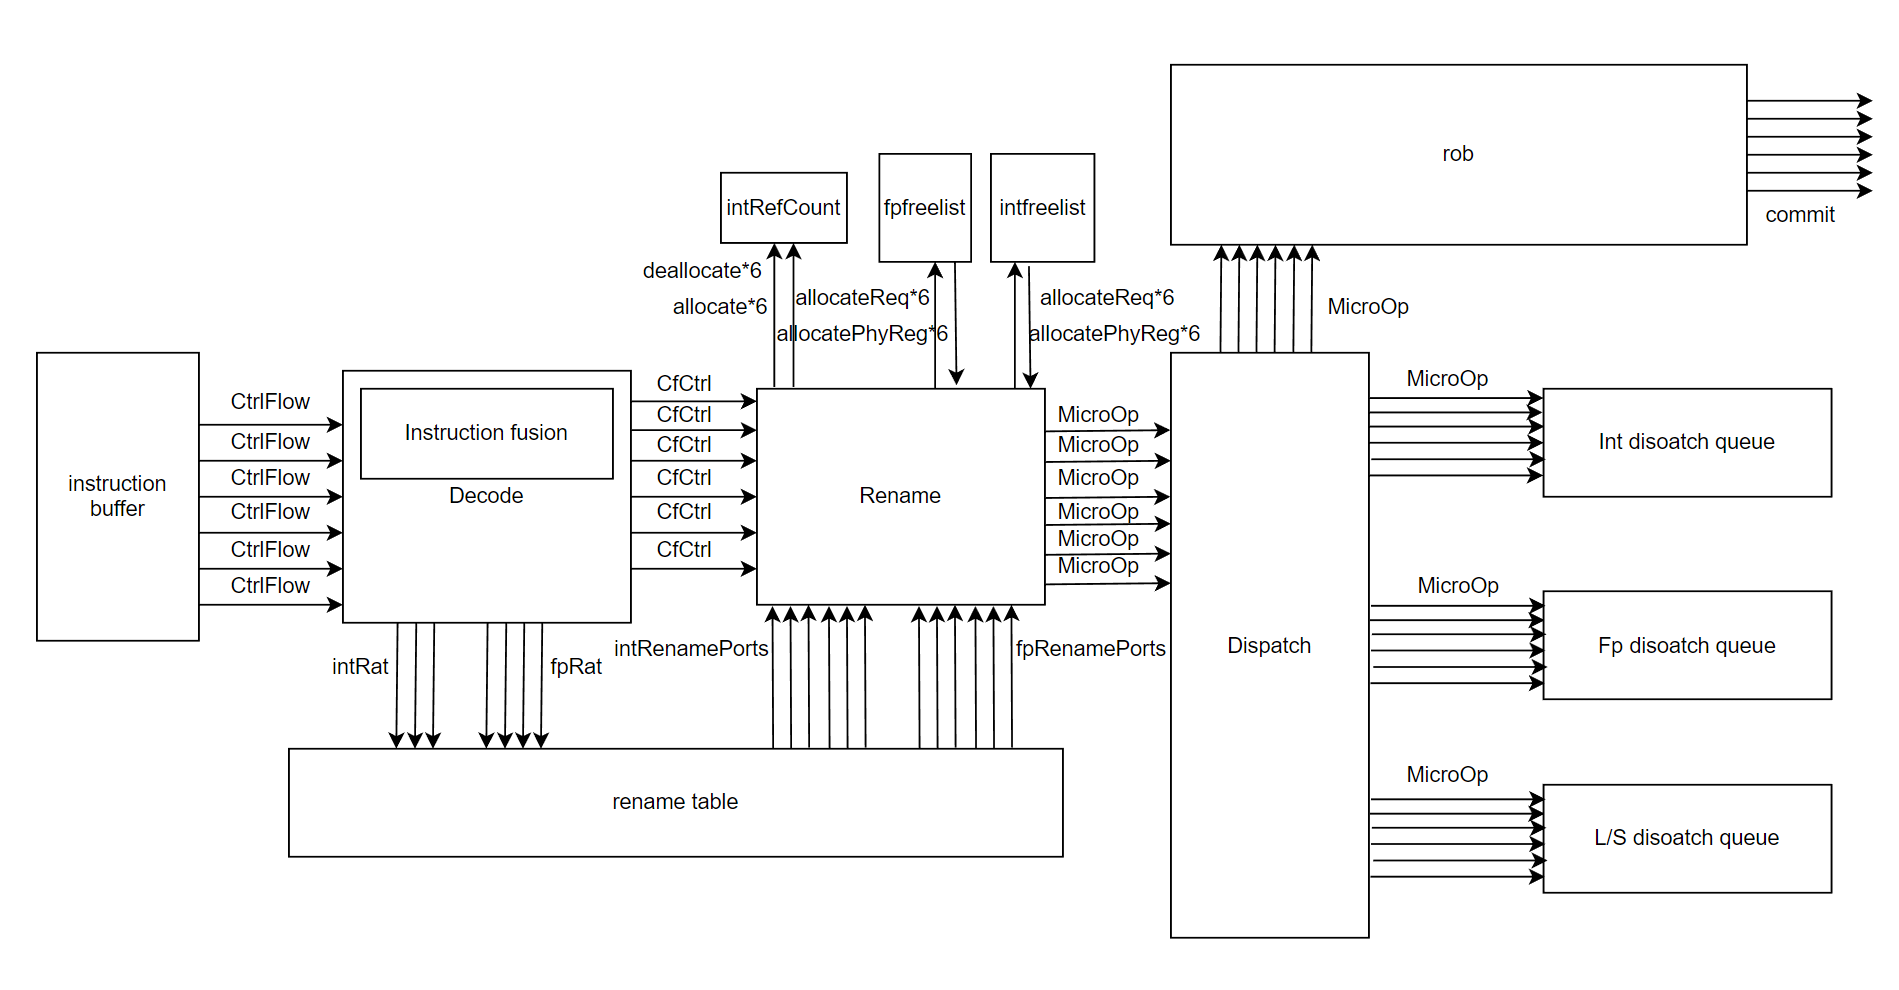 rob
commit
intRefCount
fpfreelist
intfreelist
deallocate*6
allocate*6
allocateReq*6
allocatePhyReg*6
allocateReq*6
allocatePhyReg*6
MicroOp
instruction
buffer
CtrlFlow
CtrlFlow
CtrlFlow
CtrlFlow
CtrlFlow
CtrlFlow
Instruction fusion
Decode
CfCtrl
CfCtrl
CfCtrl
CfCtrl
CfCtrl
CfCtrl
Rename
MicroOp
MicroOp
MicroOp
MicroOp
MicroOp
MicroOp
Dispatch
MicroOp
Int disoatch queue
MicroOp
Fp disoatch queue
MicroOp
L/S disoatch queue
intRat
fpRat
intRenamePorts
fpRenamePorts
rename table